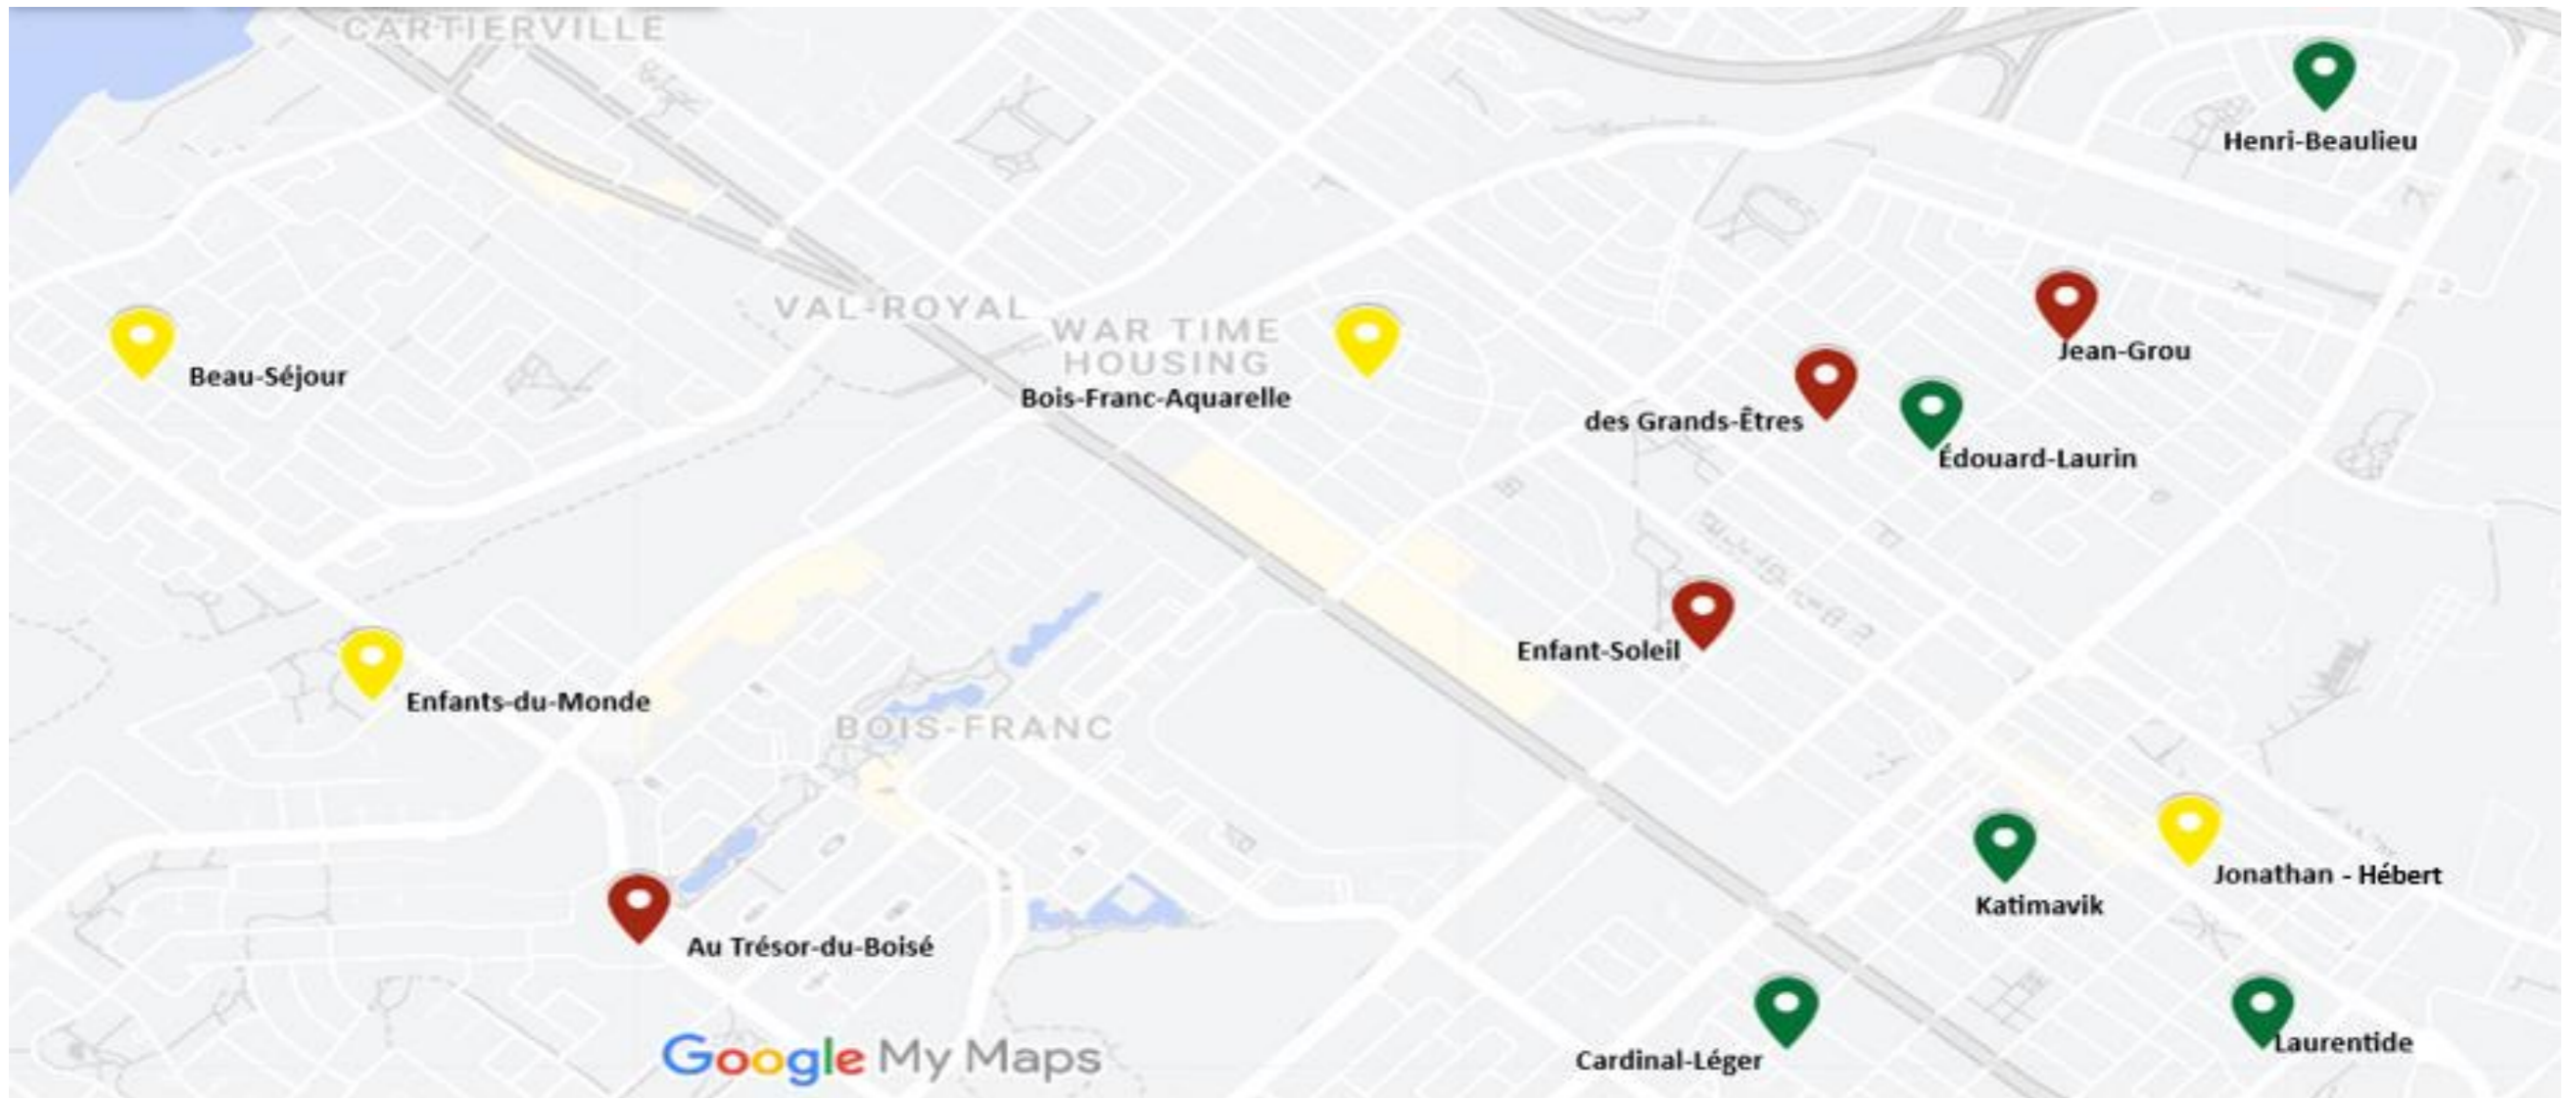 CARTIERVILLE
Henri-Beaulieu
VAL-ROYAL
WAR TIME
HOUSING
Jean-Grou
Beau-Séjour
Bois-Franc-Aquarelle
des Grands-Êtres
Édouard-Laurin
Enfant-Soleil
Enfants-du-Monde
BOIS-FRANC
Jonathan - Hébert
Katimavik
Au Trésor-du-Boisé
Laurentide
Cardinal-Léger
Google My Maps